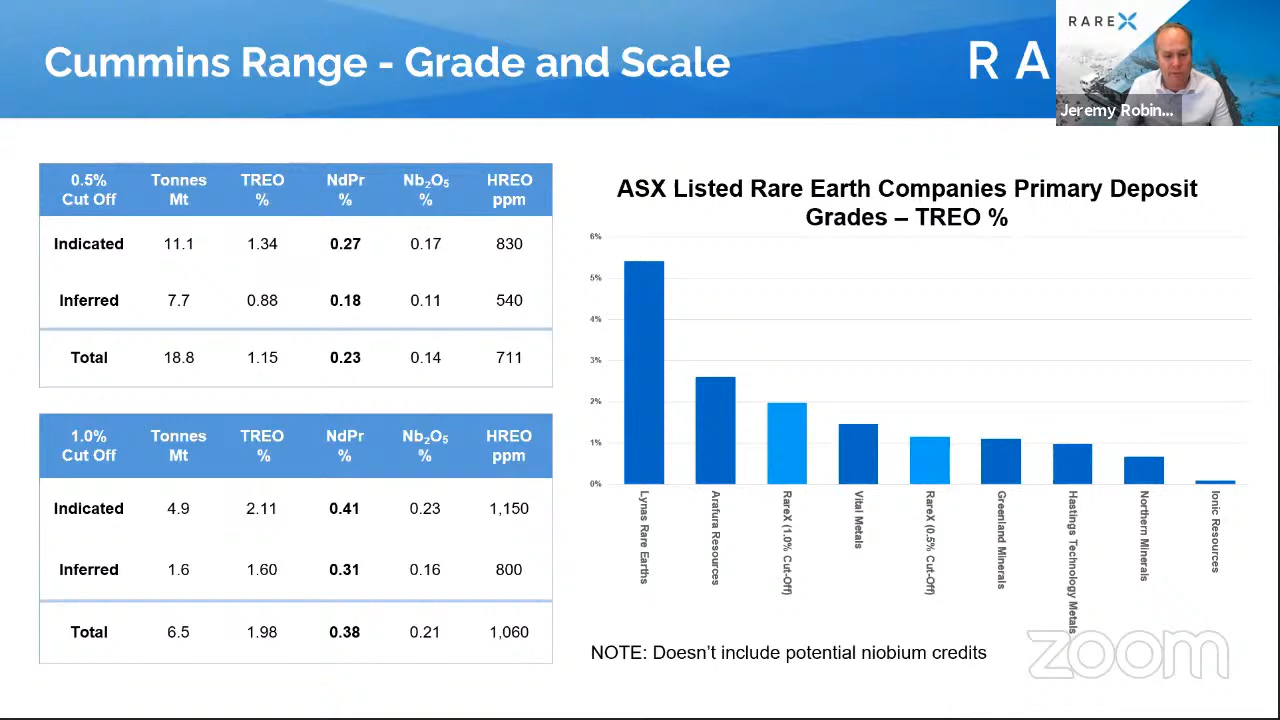 Cummins Range - Grade and Scale
R A
RAREX
Jeremy Robin...
0.5% Cut Off Tonnes Mt TREO % NdPr % Nb₂O₅ % HREO ppm
Indicated 11.1 1.34 0.27 0.17 830
Inferred 7.7 0.88 0.18 0.11 540
Total 18.8 1.15 0.23 0.14 711
1.0% Cut Off Tonnes Mt TREO % NdPr % Nb₂O₅ % HREO ppm
Indicated 4.9 2.11 0.41 0.23 1,150
Inferred 1.6 1.60 0.31 0.16 800
Total 6.5 1.98 0.38 0.21 1,060
ASX Listed Rare Earth Companies Primary Deposit
Grades – TREO %
6%
5%
4%
3%
2%
1%
0%
Lynas Rare Earths
Arafura Resources
RareX (1.0% Cut-Off)
Vital Metals
RareX (0.5% Cut-Off)
Greenland Minerals
Hastings Technology Metals
Northern Minerals
Ionic Resources
NOTE: Doesn't include potential niobium credits
zoom